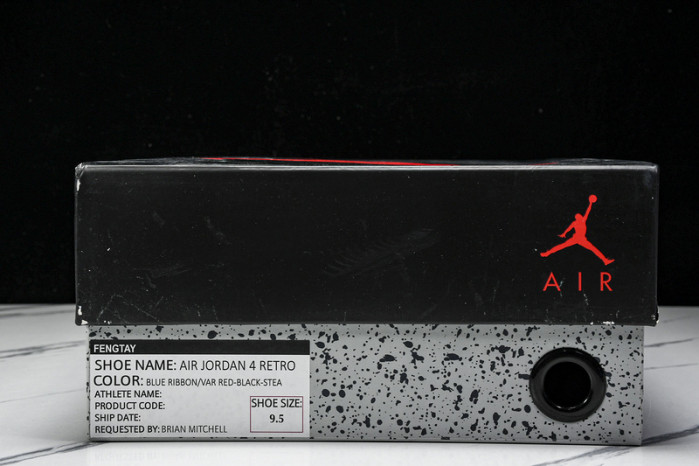 AIR
FENGTAY
SHOE NAME: AIR JORDAN 4 RETRO
COLOR: BLUE RIBBON/VAR RED-BLACK-STEA
ATHLETE NAME:
PRODUCT CODE:
SHIP DATE:
REQUESTED BY: BRIAN MITCHELL
SHOE SIZE:
9.5